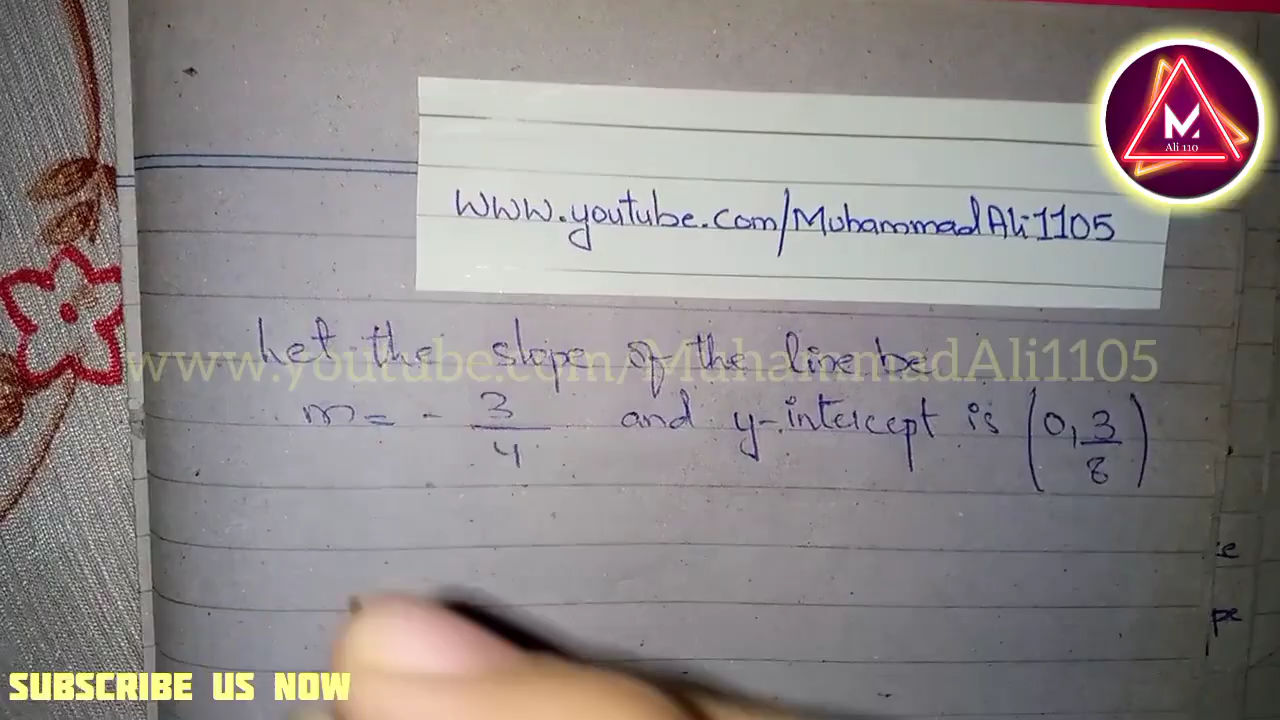 M
Ali 110
www.youtube.com/MuhammadAli1105
Let the slope of the line be
www.youtube.com/MuhammadAli1105
m = - 3/4 and y-intercept is (0, 3/8)
SUBSCRIBE US NOW